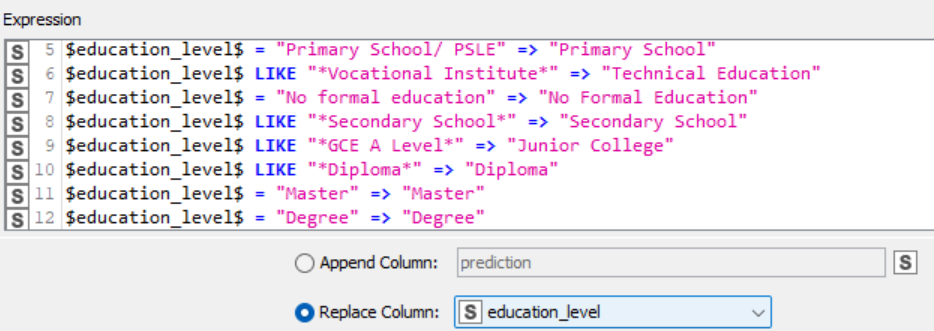 Expression
S 5 $education_level$ = "Primary School/ PSLE" => "Primary School"
S 6 $education_level$ LIKE "*Vocational Institute*" => "Technical Education"
S 7 $education_level$ = "No formal education" => "No Formal Education"
S 8 $education_level$ LIKE "*Secondary School*" => "Secondary School"
S 9 $education_level$ LIKE "*GCE A Level*" => "Junior College"
S 10 $education_level$ LIKE "*Diploma*" => "Diploma"
S 11 $education_level$ = "Master" => "Master"
S 12 $education_level$ = "Degree" => "Degree"
Append Column: prediction S
Replace Column: S education_level